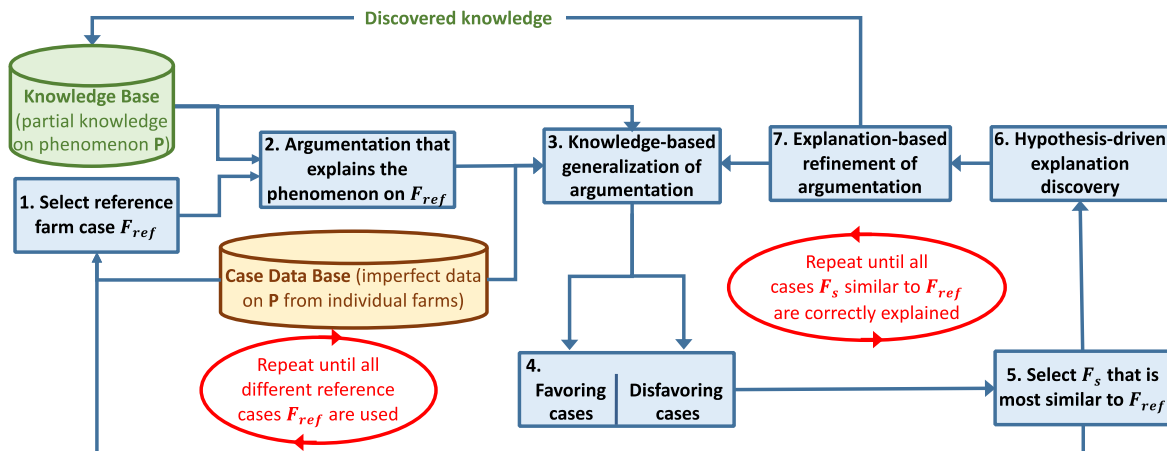 Discovered knowledge
Knowledge Base
(partial knowledge
on phenomenon P)
1. Select reference
farm case F_ref
2. Argumentation that
explains the
phenomenon on F_ref
3. Knowledge-based
generalization of
argumentation
7. Explanation-based
refinement of
argumentation
6. Hypothesis-driven
explanation
discovery
Case Data Base (imperfect data
on P from individual farms)
Repeat until all
cases F_s similar to F_ref
are correctly explained
Repeat until all
different reference
cases F_ref are used
4.
Favoring
cases
Disfavoring
cases
5. Select F_s that is
most similar to F_ref